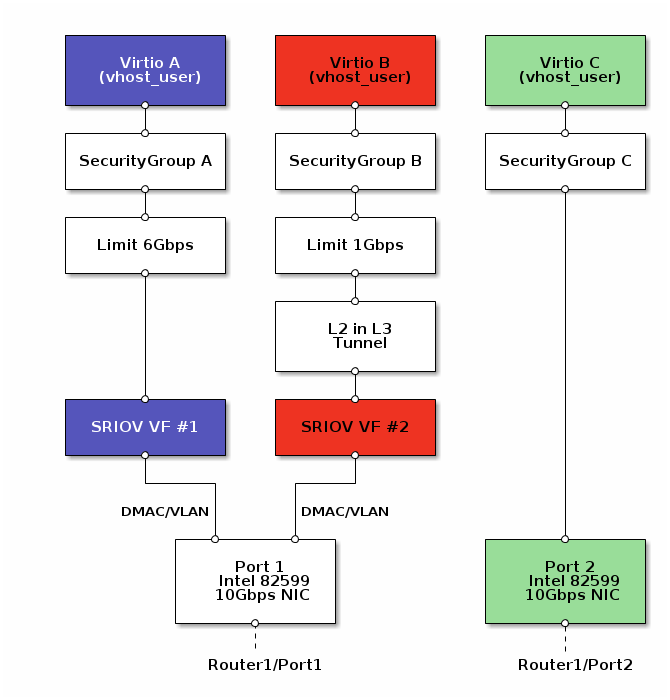 Virtio A
(vhost_user)
Virtio B
(vhost_user)
Virtio C
(vhost_user)
SecurityGroup A
SecurityGroup B
SecurityGroup C
Limit 6Gbps
Limit 1Gbps
L2 in L3
Tunnel
SRIOV VF #1
SRIOV VF #2
DMAC/VLAN
DMAC/VLAN
Port 1
Intel 82599
10Gbps NIC
Port 2
Intel 82599
10Gbps NIC
Router1/Port1
Router1/Port2